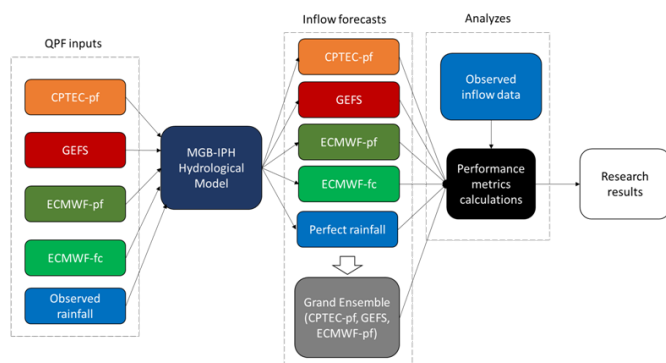 QPF inputs
CPTEC-pf
GEFS
ECMWF-pf
ECMWF-fc
Observed
rainfall
MGB-IPH
Hydrological
Model
Inflow forecasts
CPTEC-pf
GEFS
ECMWF-pf
ECMWF-fc
Perfect rainfall
Grand Ensemble
(CPTEC-pf, GEFS,
ECMWF-pf)
Analyzes
Observed
inflow data
Performance
metrics
calculations
Research
results